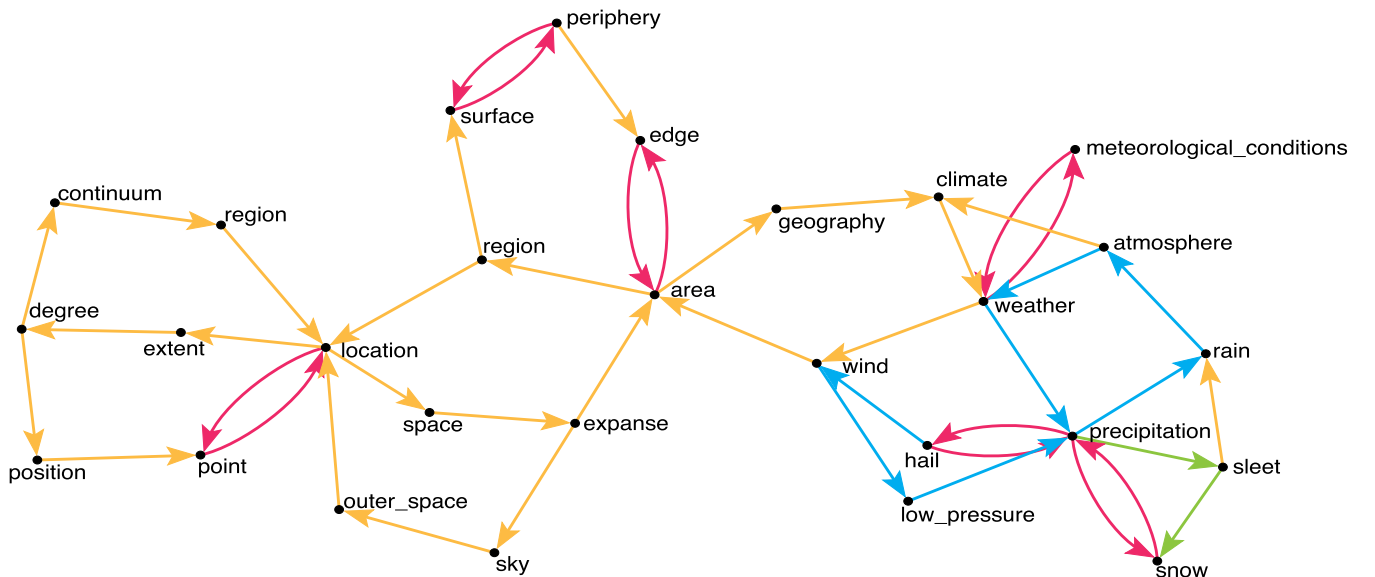 periphery
surface
edge
meteorological_conditions
climate
continuum
region
geography
atmosphere
region
area
weather
degree
extent
location
rain
wind
space
expanse
precipitation
hail
sleet
position
point
outer_space
low_pressure
sky
snow